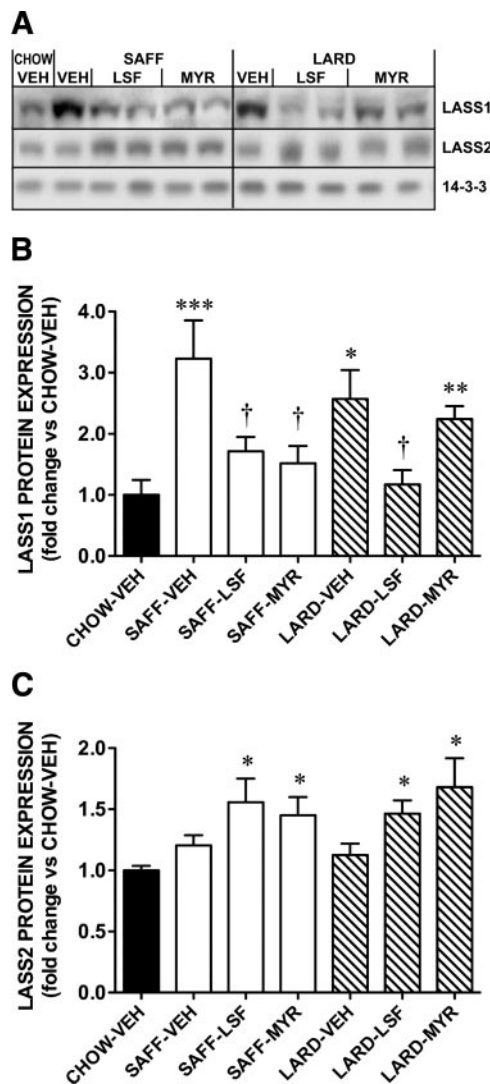 A
CHOW SAFF LARD
VEH VEH LSF MYR VEH LSF MYR
LASS1
LASS2
14-3-3
B
LASS1 PROTEIN EXPRESSION
(fold change vs CHOW-VEH)
4.0
3.0
2.0
1.0
0.0
***
†
†
*
†
**
CHOW-VEH
SAFF-VEH
SAFF-LSF
SAFF-MYR
LARD-VEH
LARD-LSF
LARD-MYR
C
LASS2 PROTEIN EXPRESSION
(fold change vs CHOW-VEH)
2.0
1.5
1.0
0.5
0.0
*
*
*
*
CHOW-VEH
SAFF-VEH
SAFF-LSF
SAFF-MYR
LARD-VEH
LARD-LSF
LARD-MYR